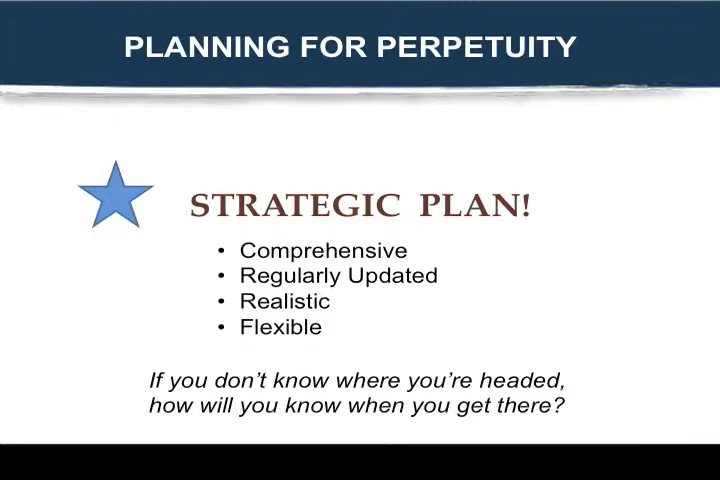 PLANNING FOR PERPETUITY
STRATEGIC PLAN!
• Comprehensive
• Regularly Updated
• Realistic
• Flexible
If you don’t know where you’re headed,
how will you know when you get there?